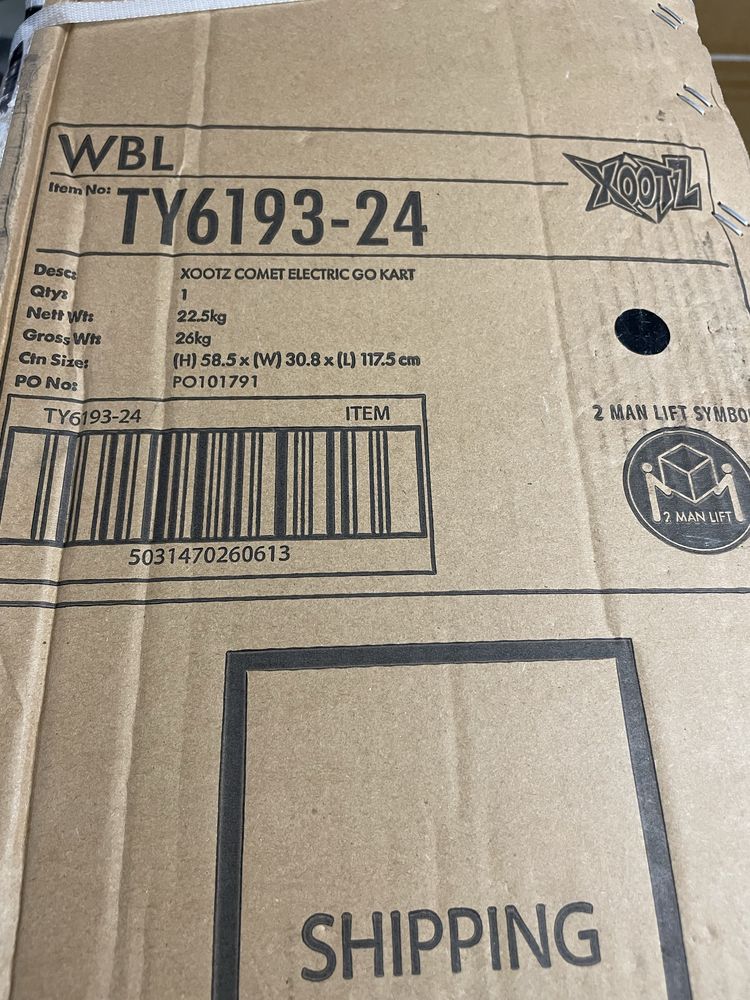 WBL
XOOTZ
Item No: TY6193-24
Desc: XOOTZ COMET ELECTRIC GO KART
Qty: 1
Nett Wt: 22.5kg
Gross Wt: 26kg
Ctn Size: (H) 58.5 x (W) 30.8 x (L) 117.5 cm
PO No: PO101791
TY6193-24 ITEM
5031470260613
2 MAN LIFT SYMBO
2 MAN LIFT
SHIPPING